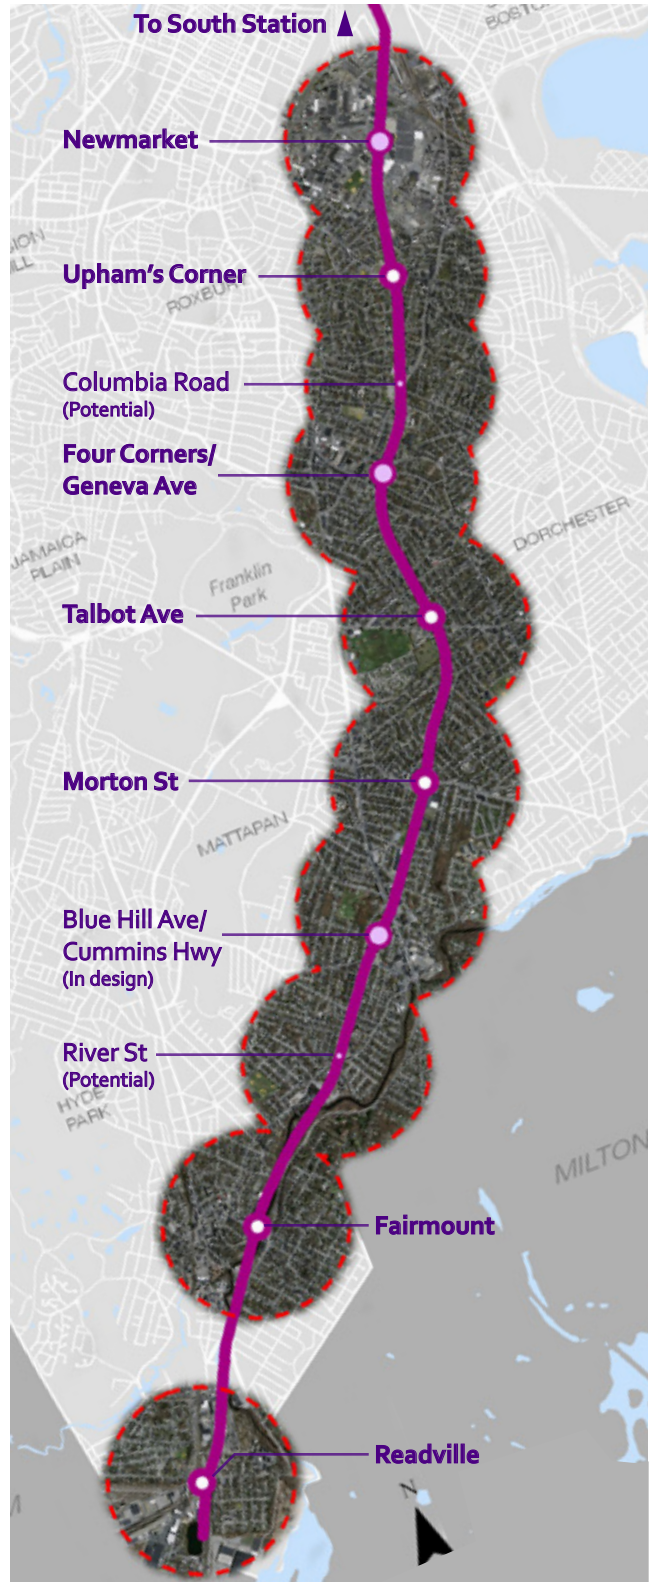 To South Station
BOSTON
Newmarket
Upham's Corner
ROXBURY
Columbia Road
(Potential)
Four Corners/
Geneva Ave
DORCHESTER
JAMAICA
PLAIN
Franklin
Park
Talbot Ave
Morton St
MATTAPAN
Blue Hill Ave/
Cummins Hwy
(In design)
River St
(Potential)
HYDE
PARK
MILTON
Fairmount
Readville
N